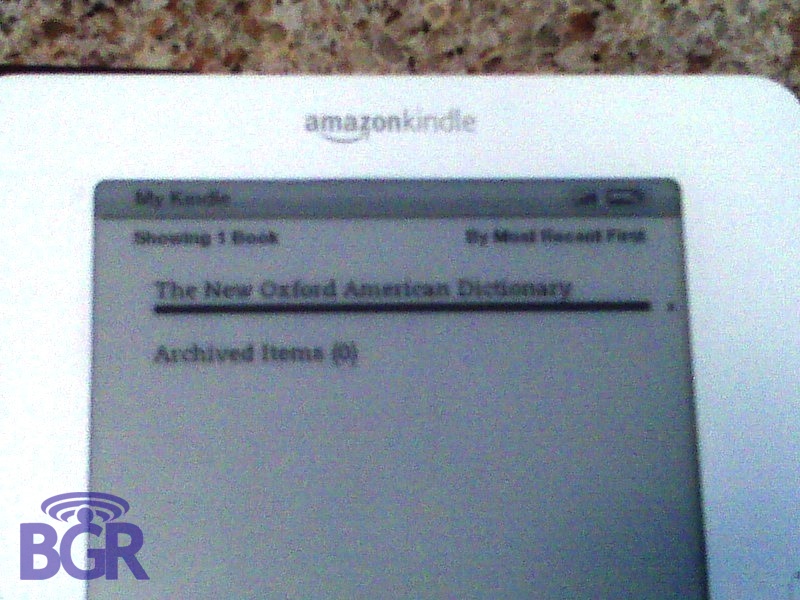 amazonkindle
My Kindle
Showing 1 Book By Most Recent First
The New Oxford American Dictionary
Archived Items (0)
BGR